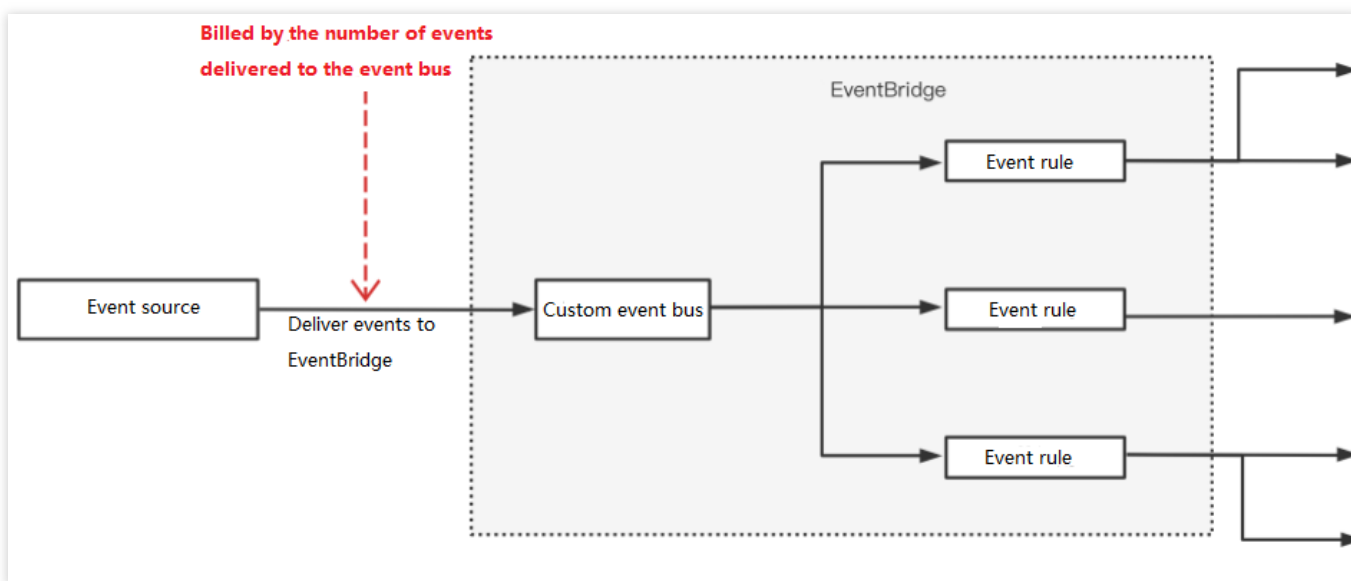 Billed by the number of events
delivered to the event bus
EventBridge
Event rule
Event source
Deliver events to
EventBridge
Custom event bus
Event rule
Event rule